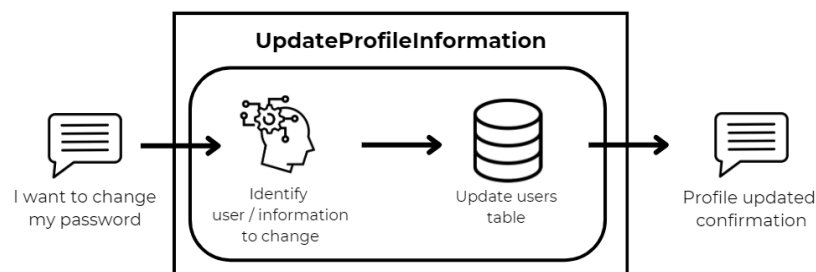 UpdateProfileInformation
I want to change
my password
Identify
user / information
to change
Update users
table
Profile updated
confirmation